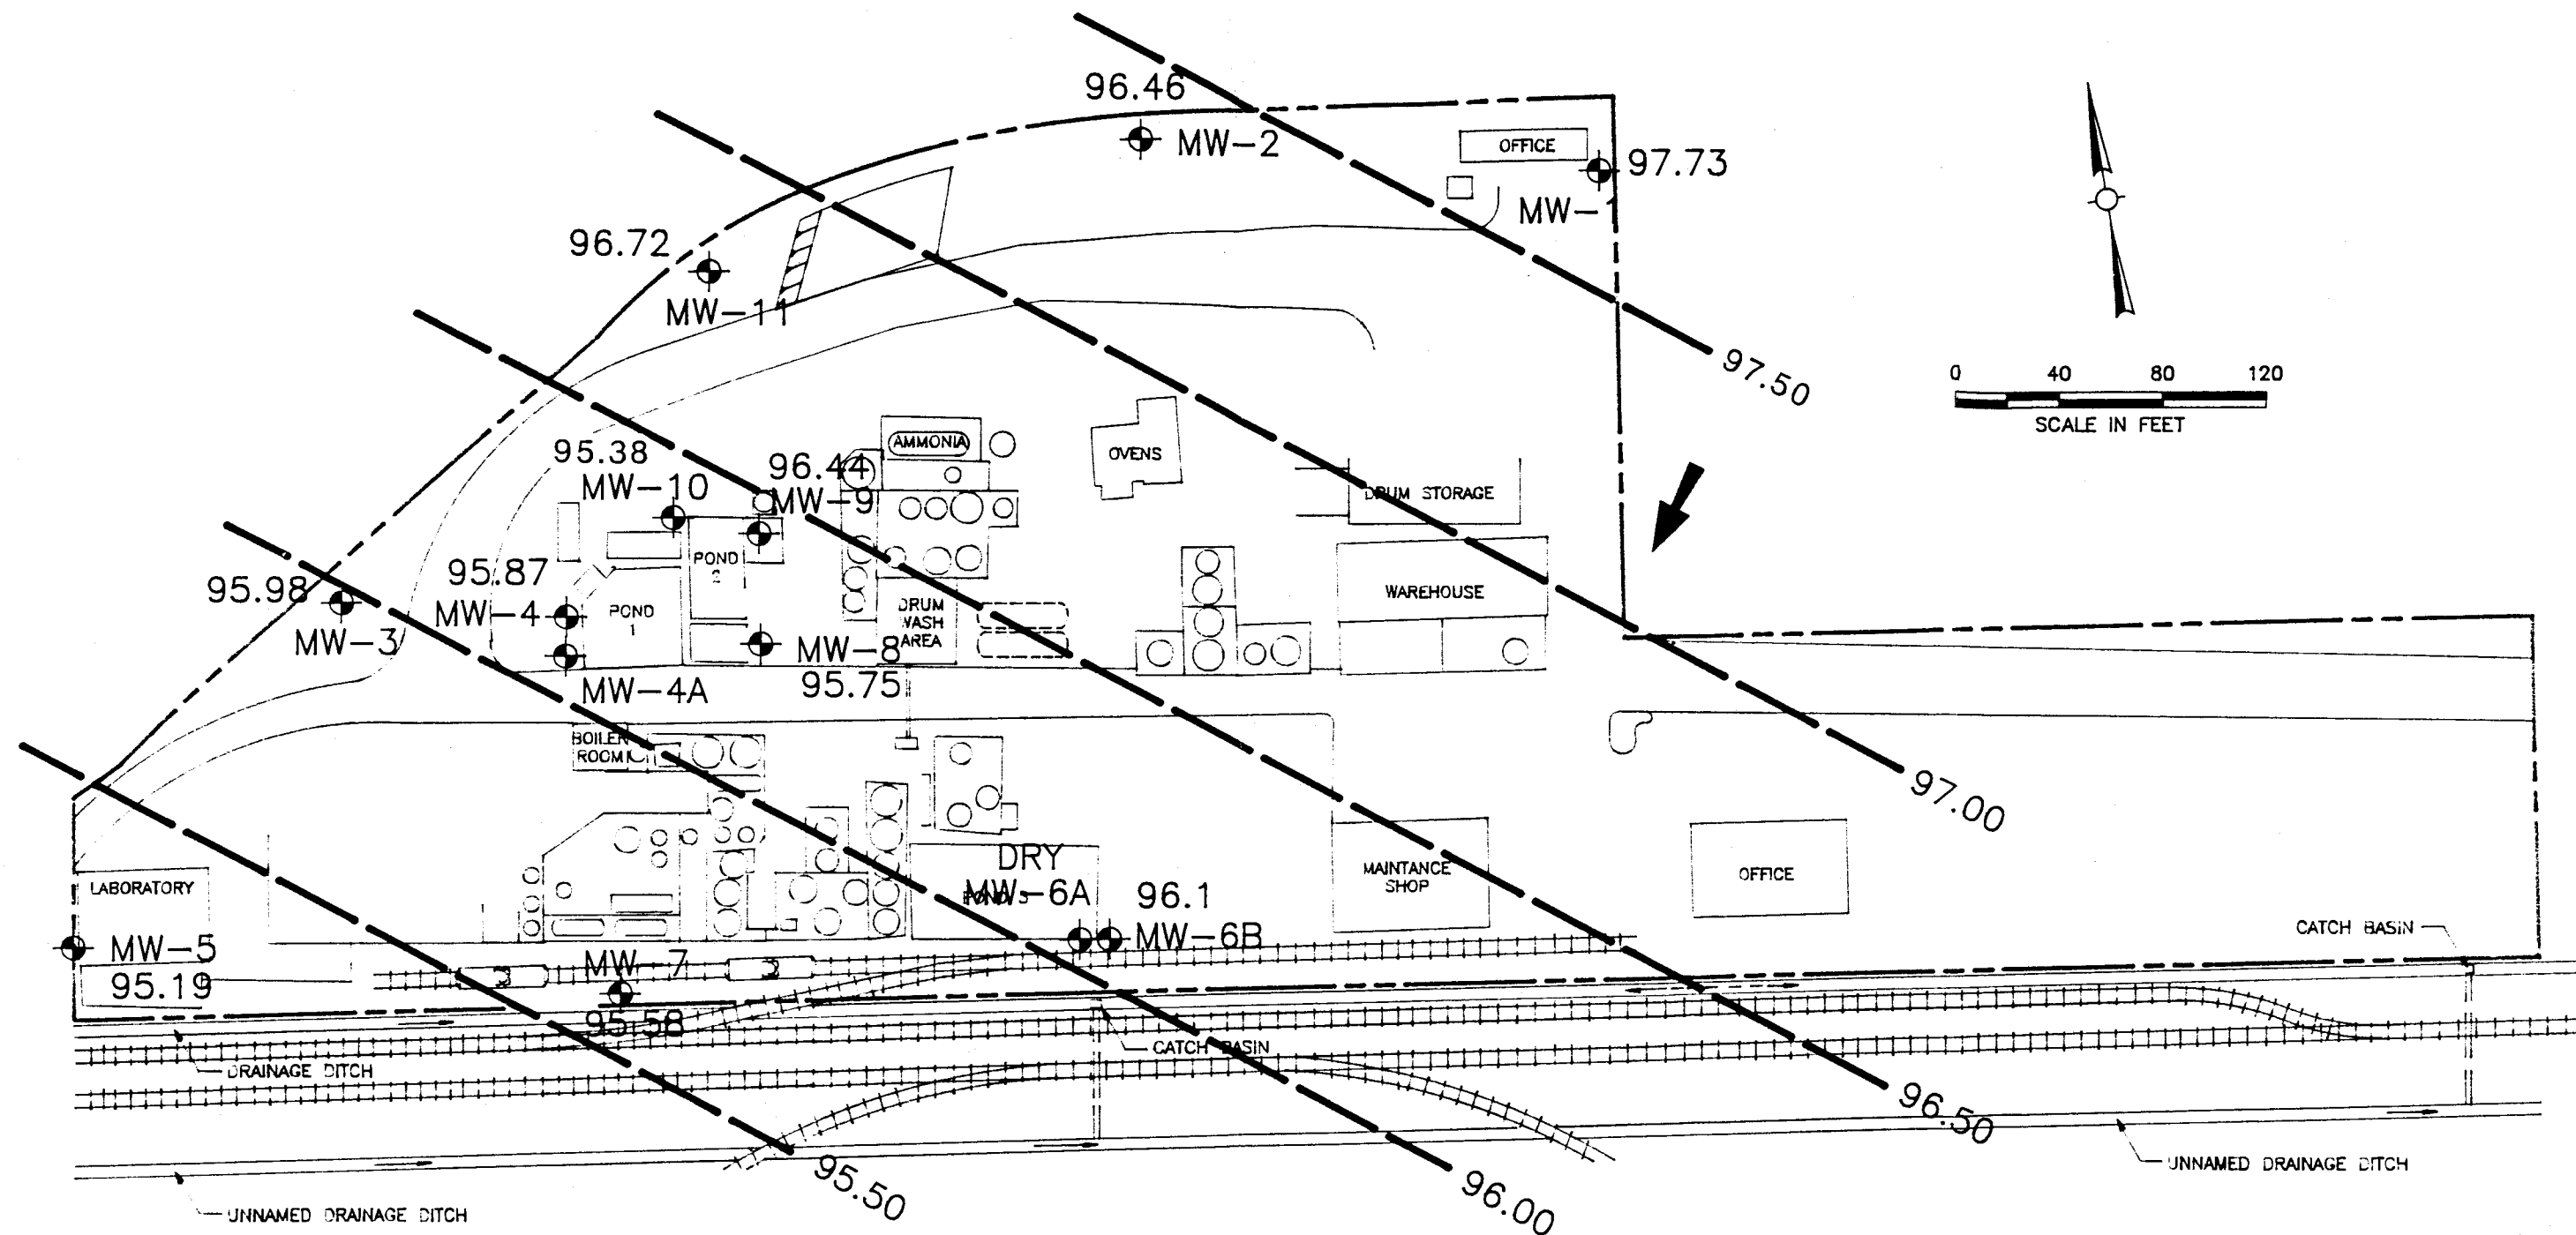 96.46
MW-2
OFFICE
97.73
MW-1
96.72
MW-11
97.50
0 40 80 120
SCALE IN FEET
95.38
MW-10
96.44
MW-9
AMMONIA
OVENS
DRUM STORAGE
POND
2
95.98
MW-3
95.87
MW-4
POND
1
DRUM
WASH
AREA
WAREHOUSE
MW-8
95.75
MW-4A
BOILER
ROOM
97.00
LABORATORY
DRY
MW-6A
POND 3
96.1
MW-6B
MAINTANCE
SHOP
OFFICE
CATCH BASIN
MW-5
95.19
MW-7
95.58
CATCH BASIN
DRAINAGE DITCH
96.50
UNNAMED DRAINAGE DITCH
95.50
96.00
UNNAMED DRAINAGE DITCH